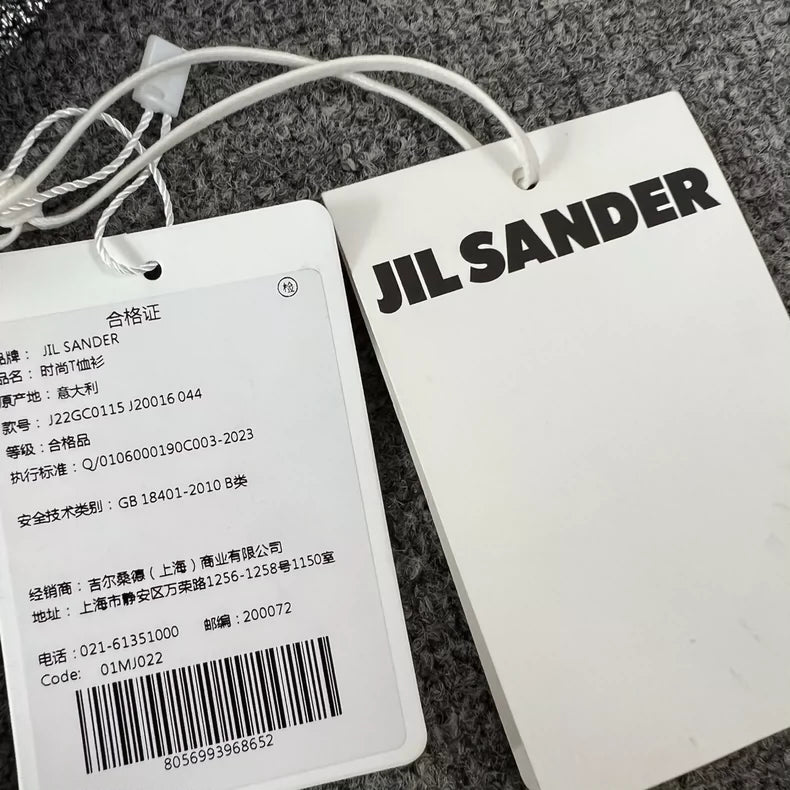 合格证
检
品牌： JIL SANDER
品名： 时尚T恤衫
原产地： 意大利
款号： J22GC0115 J20016 044
等级：合格品
执行标准：Q/0106000190C003-2023
安全技术类别： GB 18401-2010 B类
经销商：吉尔桑德（上海）商业有限公司
地址： 上海市静安区万荣路1256-1258号1150室
电话：021-61351000 邮编：200072
Code: 01MJ022
8056993968652
JIL SANDER